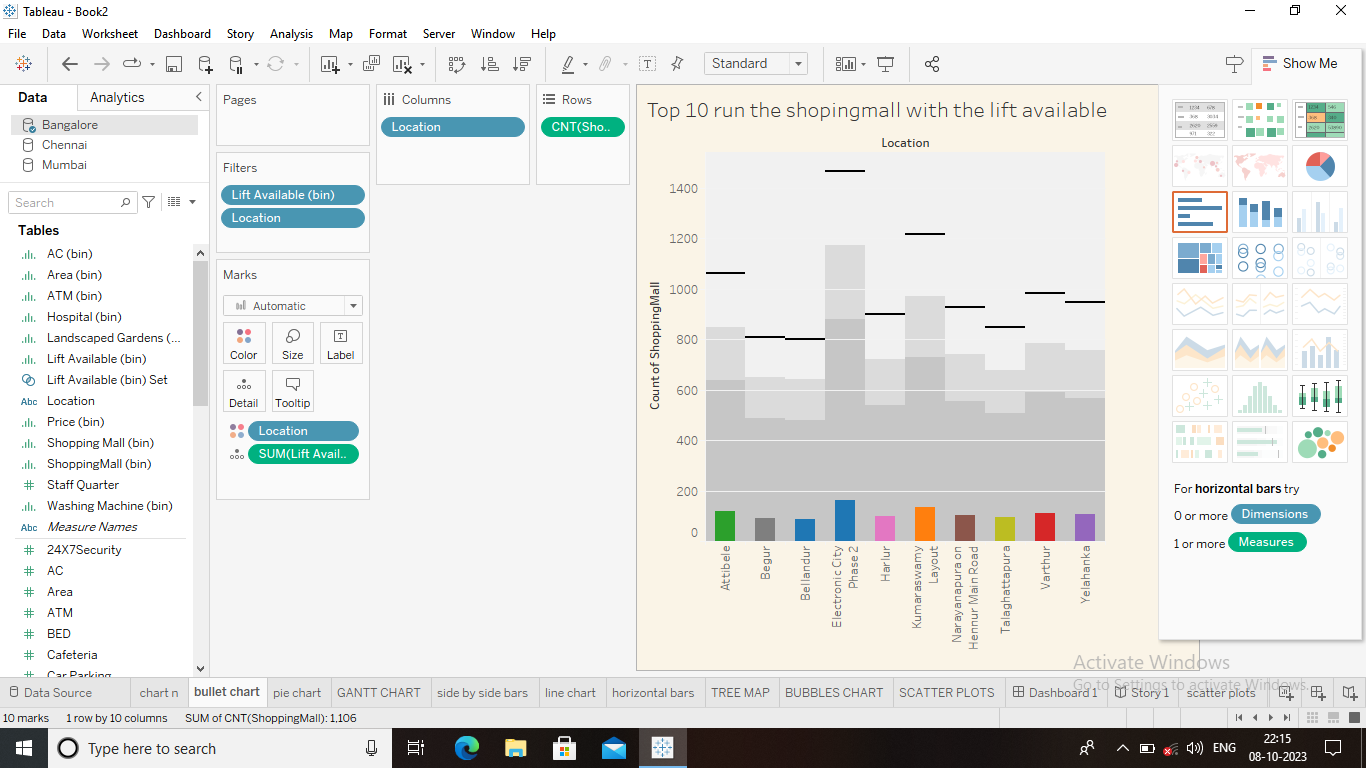 Tableau - Book2
File Data Worksheet Dashboard Story Analysis Map Format Server Window Help
Standard
Show Me
Data Analytics
Bangalore
Chennai
Mumbai
Search
Tables
AC (bin)
Area (bin)
ATM (bin)
Hospital (bin)
Landscaped Gardens (...
Lift Available (bin)
Lift Available (bin) Set
Abc Location
Price (bin)
Shopping Mall (bin)
ShoppingMall (bin)
Staff Quarter
Washing Machine (bin)
Abc Measure Names
24X7Security
AC
Area
ATM
BED
Cafeteria
Car Parking
Pages
Filters
Lift Available (bin)
Location
Marks
Automatic
Color Size Label
Detail Tooltip
Location
SUM(Lift Avail..
Columns
Location
Rows
CNT(Sho..
Top 10 run the shopingmall with the lift available
Location
Count of ShoppingMall
1400
1200
1000
800
600
400
200
0
Attibele
Begur
Bellandur
Electronic City
Phase 2
Harlur
Kumaraswamy
Layout
Narayanapura on
Hennur Main Road
Talaghattapura
Varthur
Yelahanka
For horizontal bars try
0 or more Dimensions
1 or more Measures
Activate Windows
Go to Settings to activate Windows.
Data Source chart n bullet chart pie chart GANTT CHART side by side bars line chart horizontal bars TREE MAP BUBBLES CHART SCATTER PLOTS Dashboard 1 Story 1 scatter plots
10 marks 1 row by 10 columns SUM of CNT(ShoppingMall): 1,106
Type here to search
ENG
22:15
08-10-2023